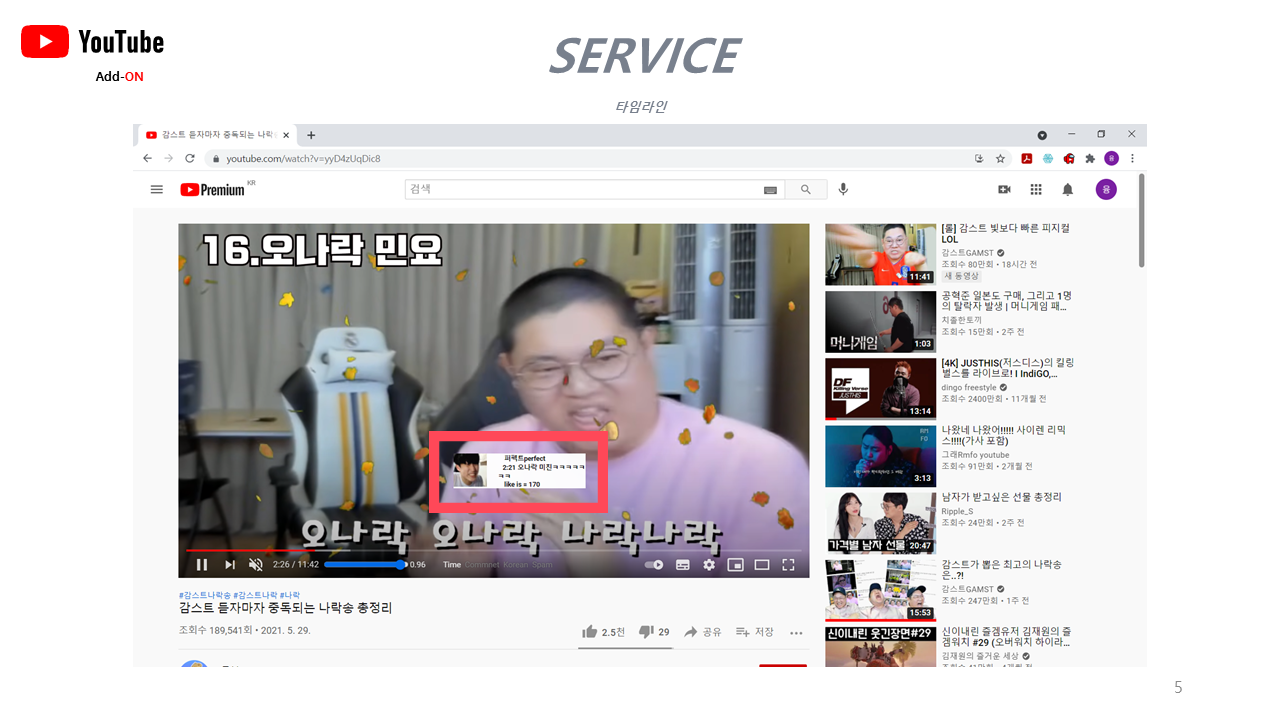 YouTube
Add-ON
SERVICE
타임라인
감스트 듣자마자 중독되는 나락
youtube.com/watch?v=yyD4zUqDic8
Premium KR
검색
16.오나락 민요
퍼펙트perfect
2:21 오나락 미친ㅋㅋㅋㅋㅋ
ㅋㅋ
like is = 170
오나락 오나락 나락나락
2:26 / 11:42
0.96
Time Commnet Korean Spam
#감스트나락송 #감스트나락 #나락
감스트 듣자마자 중독되는 나락송 총정리
조회수 189,541회 • 2021. 5. 29.
2.5천
29
공유
저장
11:41
[롤] 감스트 빛보다 빠른 피지컬
LOL
감스트GAMST
조회수 80만회 • 18시간 전
새 동영상
머니게임
1:03
공혁준 일본도 구매, 그리고 1명
의 탈락자 발생 | 머니게임 패...
치즐한토끼
조회수 15만회 • 2주 전
DF
Killing Verse
JUSTHIS
13:14
[4K] JUSTHIS(저스디스)의 킬링
벌스를 라이브로! I IndiGO,...
dingo freestyle
조회수 2400만회 • 11개월 전
RM
FO
3:13
나왔네 나왔어!!!!! 사이렌 리믹
스!!!!(가사 포함)
그래Rmfo youtube
조회수 91만회 • 2개월 전
가격별 남자 선물
20:47
남자가 받고싶은 선물 총정리
Ripple_S
조회수 24만회 • 2주 전
15:53
감스트가 뽑은 최고의 나락송
은..?!
감스트GAMST
조회수 247만회 • 1주 전
신이내린 웃긴장면#29
신이내린 즐겜유저 김재원의 즐
겜워치 #29 (오버워치 하이라...
김재원의 즐거운 세상
5